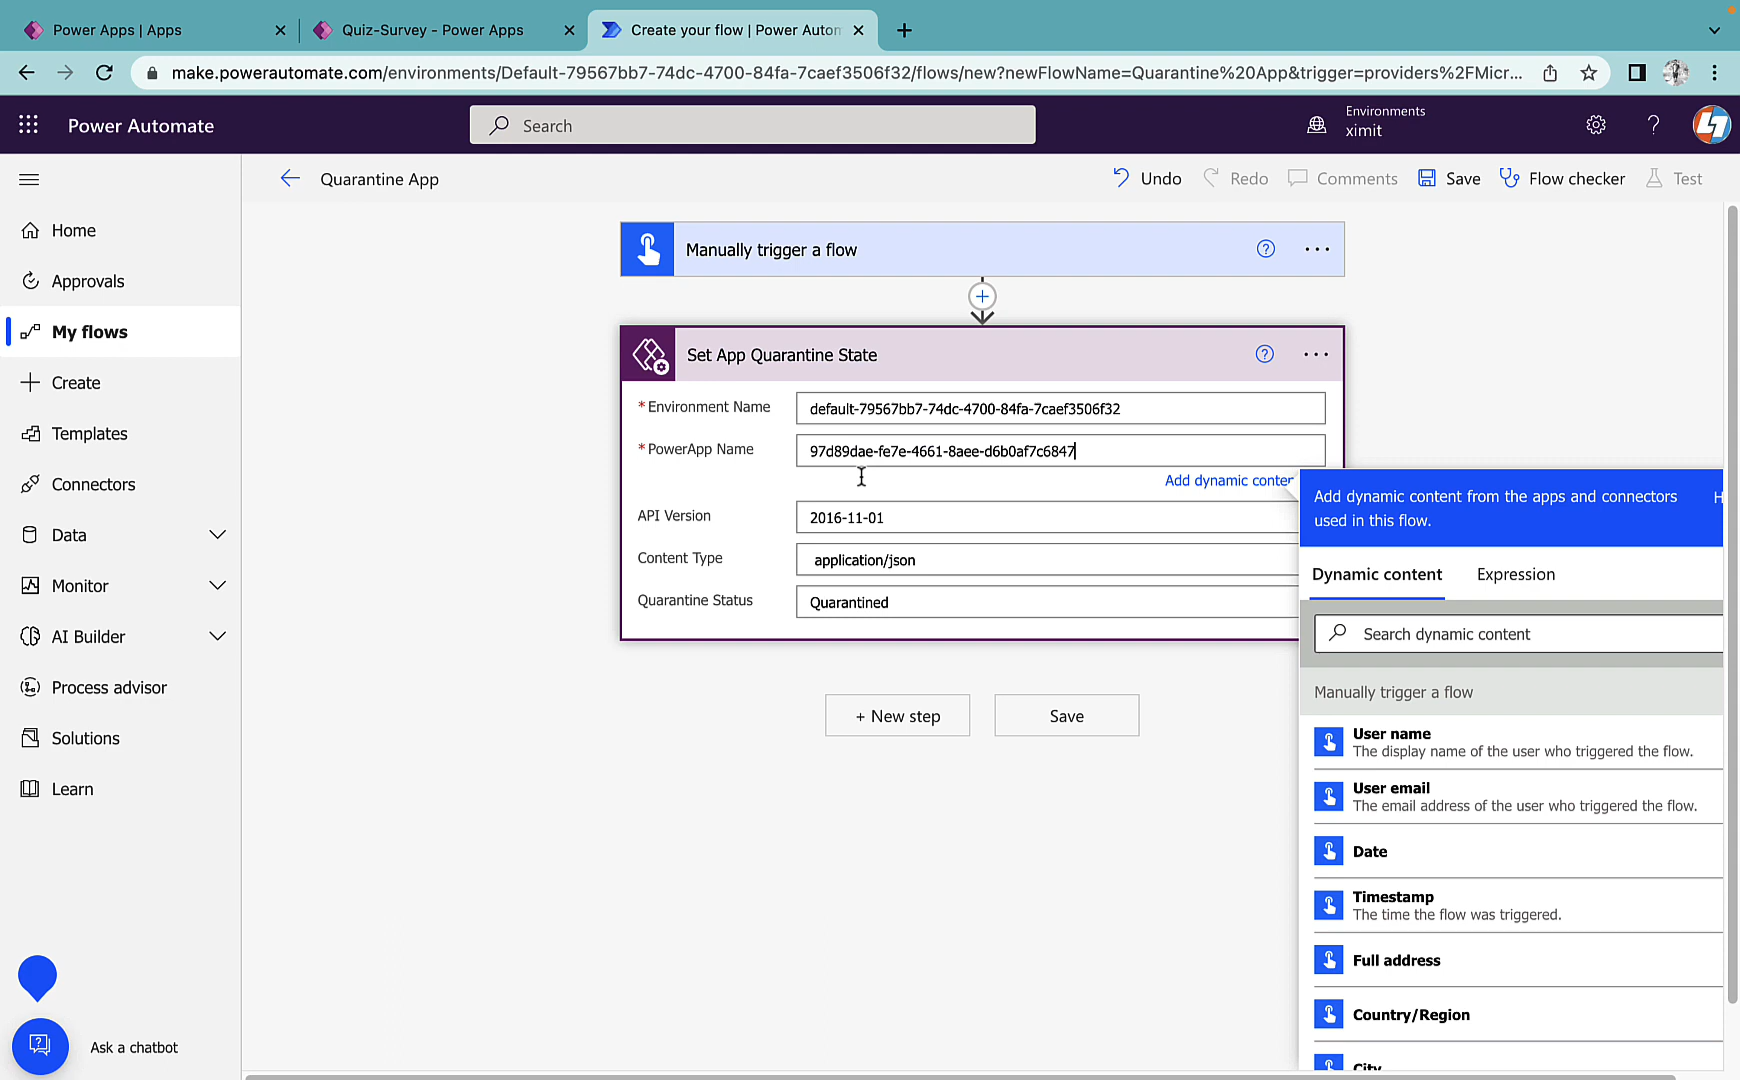 Power Apps | Apps
Quiz-Survey - Power Apps
Create your flow | Power Autom
make.powerautomate.com/environments/Default-79567bb7-74dc-4700-84fa-7caef3506f32/flows/new?newFlowName=Quarantine%20App&trigger=providers%2FMicr...
Power Automate
Search
Environments
ximit
Quarantine App
Undo
Redo
Comments
Save
Flow checker
Test
Home
Approvals
My flows
Create
Templates
Connectors
Data
Monitor
AI Builder
Process advisor
Solutions
Learn
Ask a chatbot
Manually trigger a flow
Set App Quarantine State
* Environment Name
default-79567bb7-74dc-4700-84fa-7caef3506f32
* PowerApp Name
97d89dae-fe7e-4661-8aee-d6b0af7c6847
Add dynamic conten
API Version
2016-11-01
Content Type
application/json
Quarantine Status
Quarantined
+ New step
Save
Add dynamic content from the apps and connectors
used in this flow.
H
Dynamic content
Expression
Search dynamic content
Manually trigger a flow
User name
The display name of the user who triggered the flow.
User email
The email address of the user who triggered the flow.
Date
Timestamp
The time the flow was triggered.
Full address
Country/Region
City